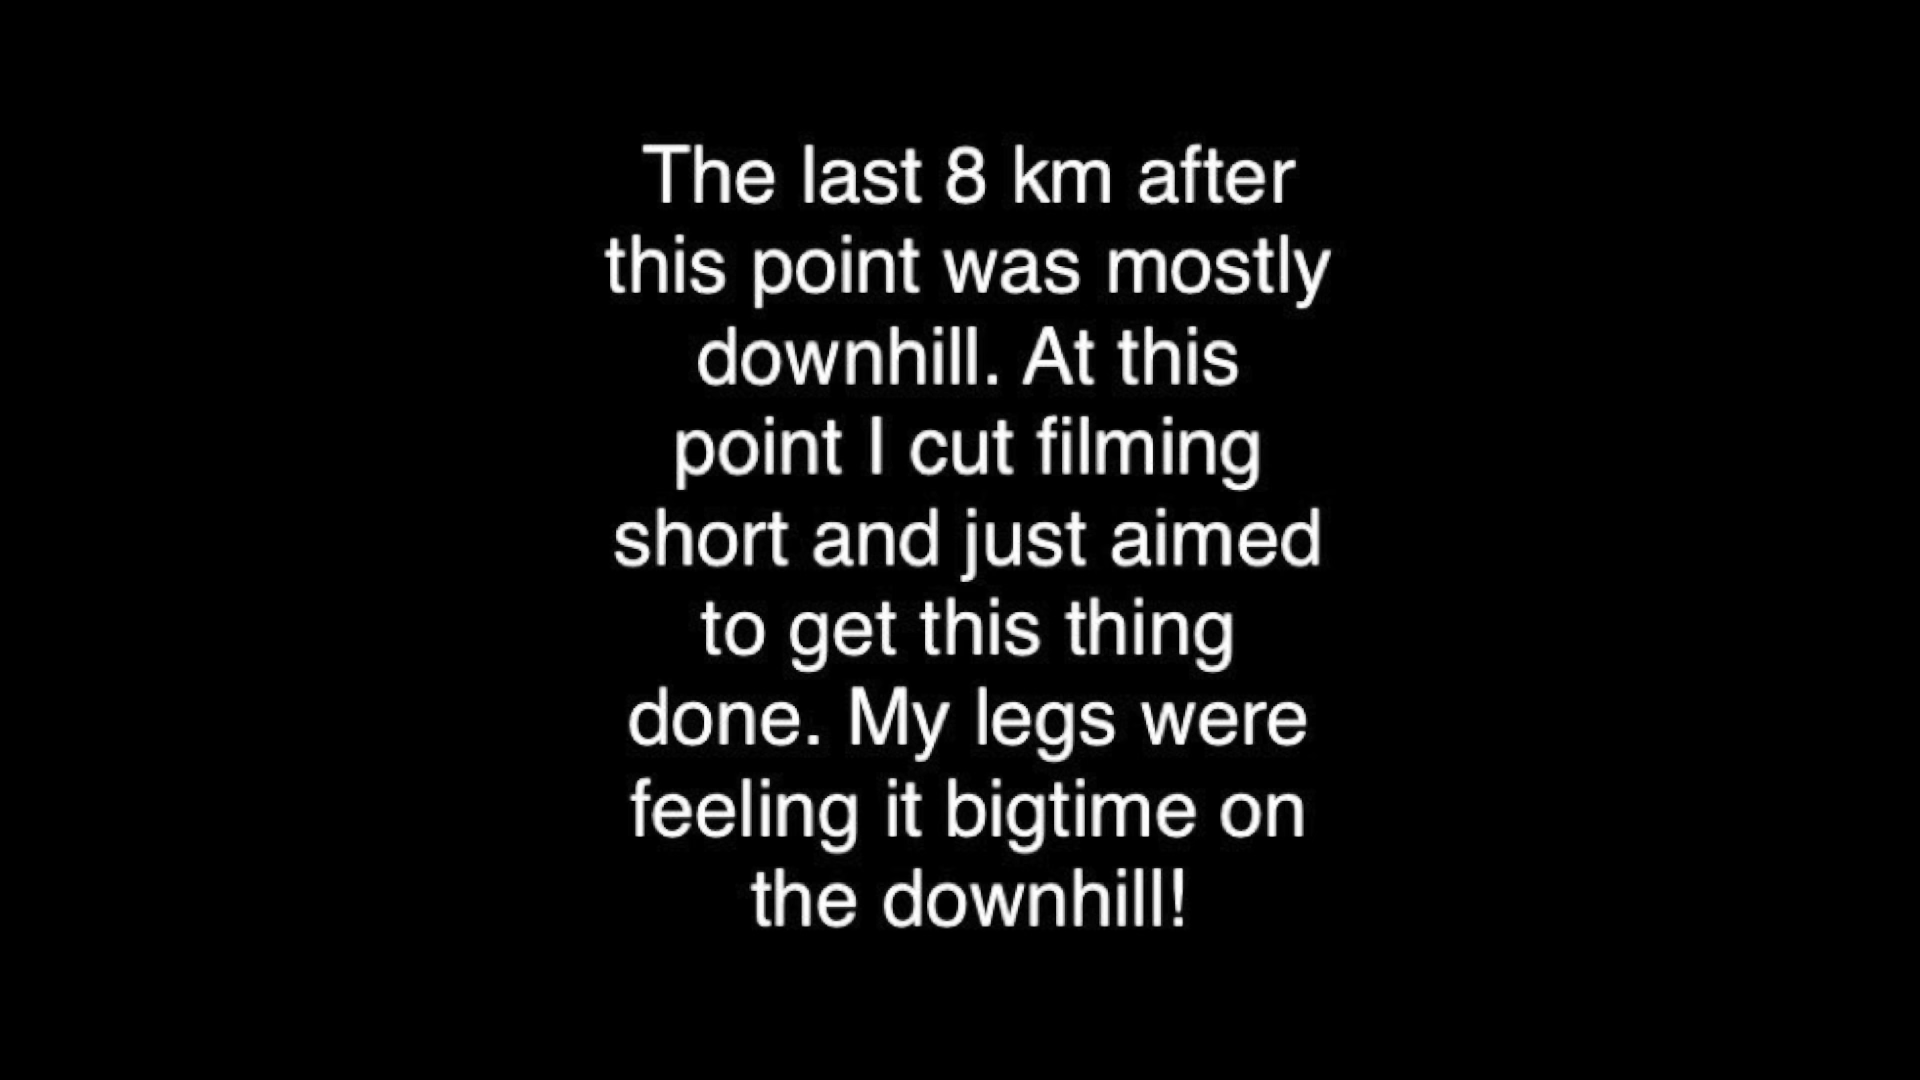 The last 8 km after
this point was mostly
downhill. At this
point I cut filming
short and just aimed
to get this thing
done. My legs were
feeling it bigtime on
the downhill!